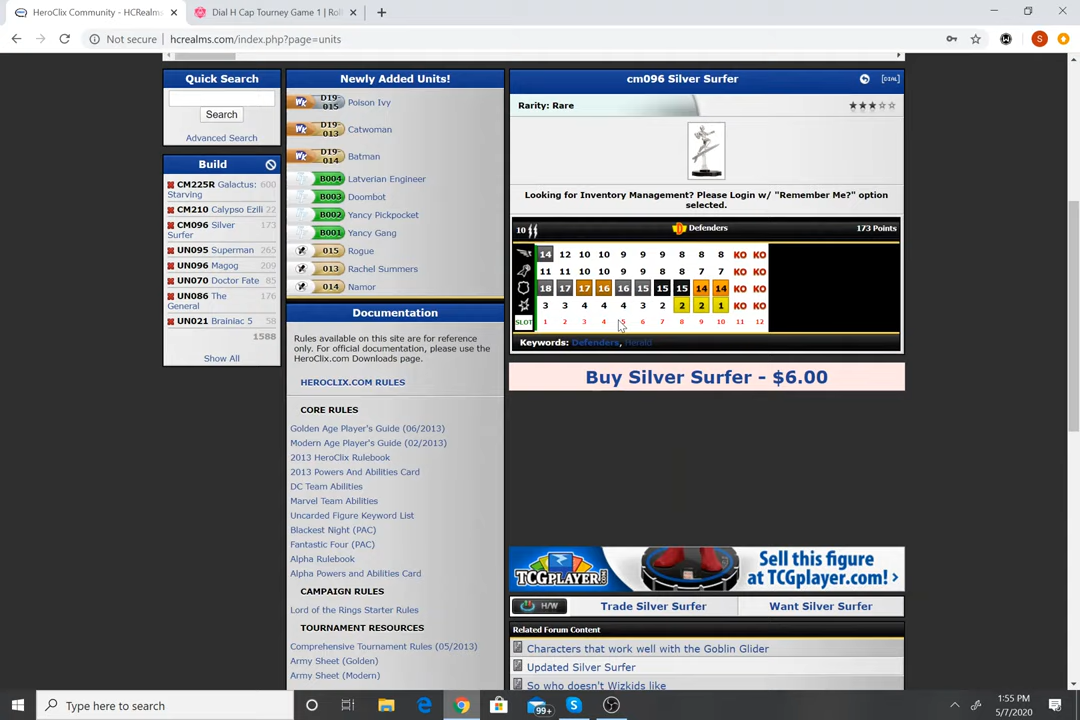 HeroClix Community - HCRealms.c
Dial H Cap Tourney Game 1 | Roll
Not secure
hcrealms.com/index.php?page=units
Quick Search
Search
Advanced Search
Build
CM225R Galactus: 600
Starving
CM210 Calypso Ezili 22
CM096 Silver 173
Surfer
UN095 Superman 265
UN096 Magog 209
UN070 Doctor Fate 85
UN086 The 176
General
UN021 Brainiac 5 58
1588
Show All
Newly Added Units!
D19-015 Poison Ivy
D19-013 Catwoman
D19-014 Batman
B004 Latverian Engineer
B003 Doombot
B002 Yancy Pickpocket
B001 Yancy Gang
015 Rogue
013 Rachel Summers
014 Namor
Documentation
Rules available on this site are for reference
only. For official documentation, please use the
HeroClix.com Downloads page.
HEROCLIX.COM RULES
CORE RULES
Golden Age Player's Guide (06/2013)
Modern Age Player's Guide (02/2013)
2013 HeroClix Rulebook
2013 Powers And Abilities Card
DC Team Abilities
Marvel Team Abilities
Uncarded Figure Keyword List
Blackest Night (PAC)
Fantastic Four (PAC)
Alpha Rulebook
Alpha Powers and Abilities Card
CAMPAIGN RULES
Lord of the Rings Starter Rules
TOURNAMENT RESOURCES
Comprehensive Tournament Rules (05/2013)
Army Sheet (Golden)
Army Sheet (Modern)
cm096 Silver Surfer
[DIAL]
Rarity: Rare
Looking for Inventory Management? Please Login w/ "Remember Me?" option
selected.
10 Defenders 173 Points
14 12 10 10 9 9 9 8 8 8 KO KO
11 11 10 10 9 9 8 8 7 7 KO KO
18 17 17 16 16 15 15 15 14 14 KO KO
3 3 4 4 4 3 2 2 2 1 KO KO
SLOT 1 2 3 4 5 6 7 8 9 10 11 12
Keywords: Defenders, Herald
Buy Silver Surfer - $6.00
TCGPLAYER
Sell this figure
at TCGplayer.com! ›
H/W Trade Silver Surfer Want Silver Surfer
Related Forum Content
Characters that work well with the Goblin Glider
Updated Silver Surfer
So who doesn't Wizkids like
Type here to search
99+
1:55 PM
5/7/2020